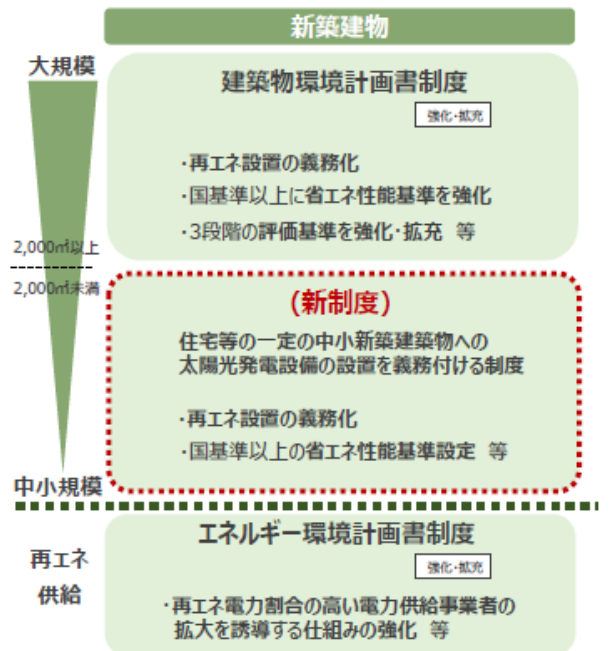 新築建物
大規模
建築物環境計画書制度
強化・拡充
・再エネ設置の義務化
・国基準以上に省エネ性能基準を強化
・3段階の評価基準を強化・拡充 等
2,000㎡以上
2,000㎡未満
(新制度)
住宅等の一定の中小新築建築物への
太陽光発電設備の設置を義務付ける制度
・再エネ設置の義務化
・国基準以上の省エネ性能基準設定 等
中小規模
エネルギー環境計画書制度
強化・拡充
再エネ
供給
・再エネ電力割合の高い電力供給事業者の
拡大を誘導する仕組みの強化 等